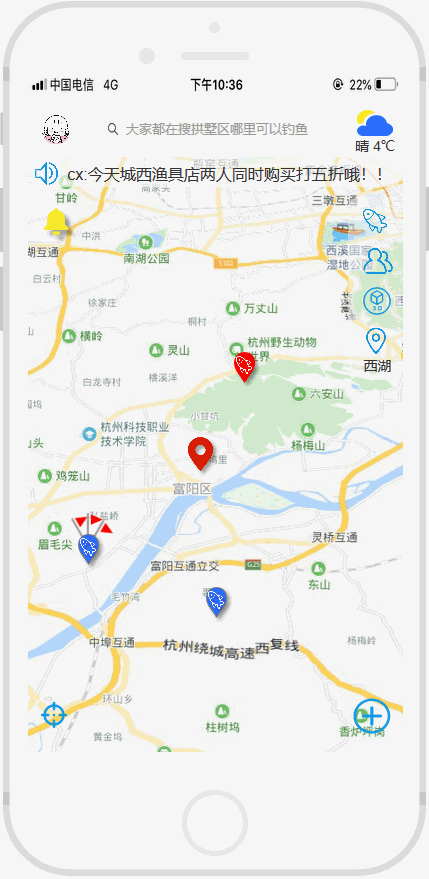 中国电信 4G 下午10:36 22%
大家都在搜拱墅区哪里可以钓鱼
晴 4℃
cx:今天城西渔具店两人同时购买打五折哦！！
甘岭
三墩互通
中洪
湖互通
南湖公园
S102
西溪国家
湿地公园
白云村
3D
徐家庄
万丈山
桐村
横岭
灵山
杭州野生动物
世界
西湖
白龙寺村
横溪洋
六安山
小甘坑
杭州科技职业
技术学院
杨梅山
山头
鸡笼山
富阳区
眉毛尖
灵桥互通
富阳互通立交
G25
东山
毛竹湾
中埠互通
杭州绕城高速西复线
杨梅岭
环山乡
柱树坞
香炉坪岗
黄金坞